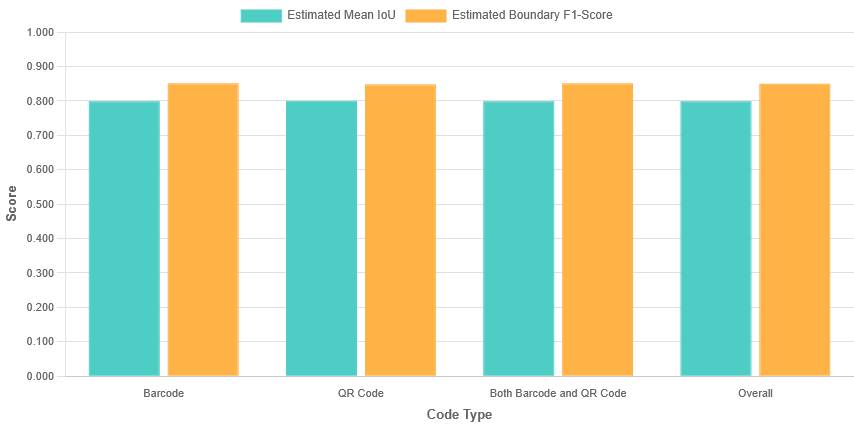 Estimated Mean IoU Estimated Boundary F1-Score
1.000
0.900
0.800
0.700
0.600
0.500
0.400
0.300
0.200
0.100
0.000
Score
Barcode QR Code Both Barcode and QR Code Overall
Code Type